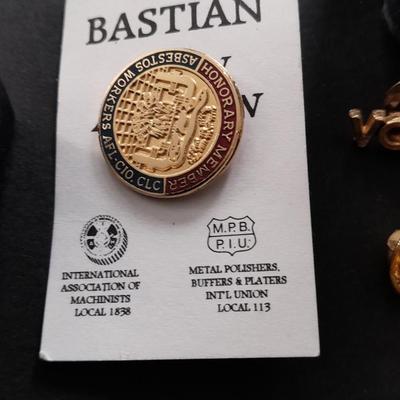 BASTIAN
HONORARY MEMBER
ASBESTOS WORKERS AFL-CIO, CLC
M.P.B.
P.I.U.
INTERNATIONAL
ASSOCIATION OF
MACHINISTS
LOCAL 1838
METAL POLISHERS,
BUFFERS & PLATERS
INT'L UNION
LOCAL 113